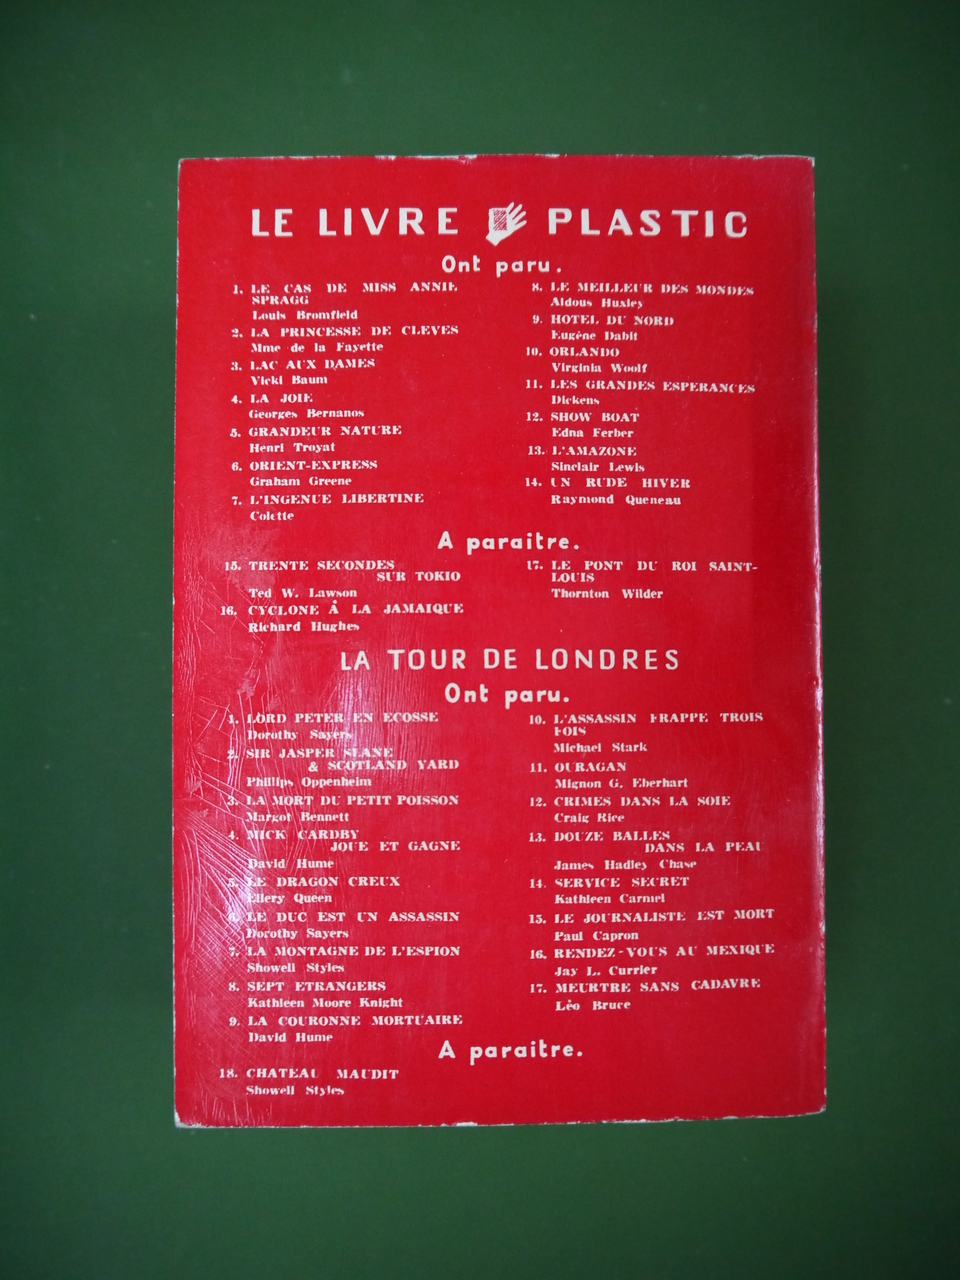 LE LIVRE PLASTIC
Ont paru.
1. LE CAS DE MISS ANNIE
SPRAGG
Louis Bromfield
2. LA PRINCESSE DE CLEVES
Mme de la Fayette
3. LAC AUX DAMES
Vicki Baum
4. LA JOIE
Georges Bernanos
5. GRANDEUR NATURE
Henri Troyat
6. ORIENT-EXPRESS
Graham Greene
7. L'INGENUE LIBERTINE
Colette
8. LE MEILLEUR DES MONDES
Aldous Huxley
9. HOTEL DU NORD
Eugène Dabit
10. ORLANDO
Virginia Woolf
11. LES GRANDES ESPERANCES
Dickens
12. SHOW BOAT
Edna Ferber
13. L'AMAZONE
Sinclair Lewis
14. UN RUDE HIVER
Raymond Queneau
A paraitre.
15. TRENTE SECONDES
SUR TOKIO
Ted W. Lawson
16. CYCLONE À LA JAMAIQUE
Richard Hughes
17. LE PONT DU ROI SAINT-
LOUIS
Thornton Wilder
LA TOUR DE LONDRES
Ont paru.
1. LORD PETER EN ECOSSE
Dorothy Sayers
2. SIR JASPER SLANE
& SCOTLAND YARD
Phillips Oppenheim
3. LA MORT DU PETIT POISSON
Margot Bennett
4. MICK CARDBY
JOUE ET GAGNE
David Hume
5. LE DRAGON CREUX
Ellery Queen
6. LE DUC EST UN ASSASSIN
Dorothy Sayers
7. LA MONTAGNE DE L'ESPION
Showell Styles
8. SEPT ETRANGERS
Kathleen Moore Knight
9. LA COURONNE MORTUAIRE
David Hume
10. L'ASSASSIN FRAPPE TROIS
FOIS
Michael Stark
11. OURAGAN
Mignon G. Eberhart
12. CRIMES DANS LA SOIE
Craig Rice
13. DOUZE BALLES
DANS LA PEAU
James Hadley Chase
14. SERVICE SECRET
Kathleen Carmel
15. LE JOURNALISTE EST MORT
Paul Capron
16. RENDEZ-VOUS AU MEXIQUE
Jay L. Currier
17. MEURTRE SANS CADAVRE
Léo Bruce
A paraitre.
18. CHATEAU MAUDIT
Showell Styles